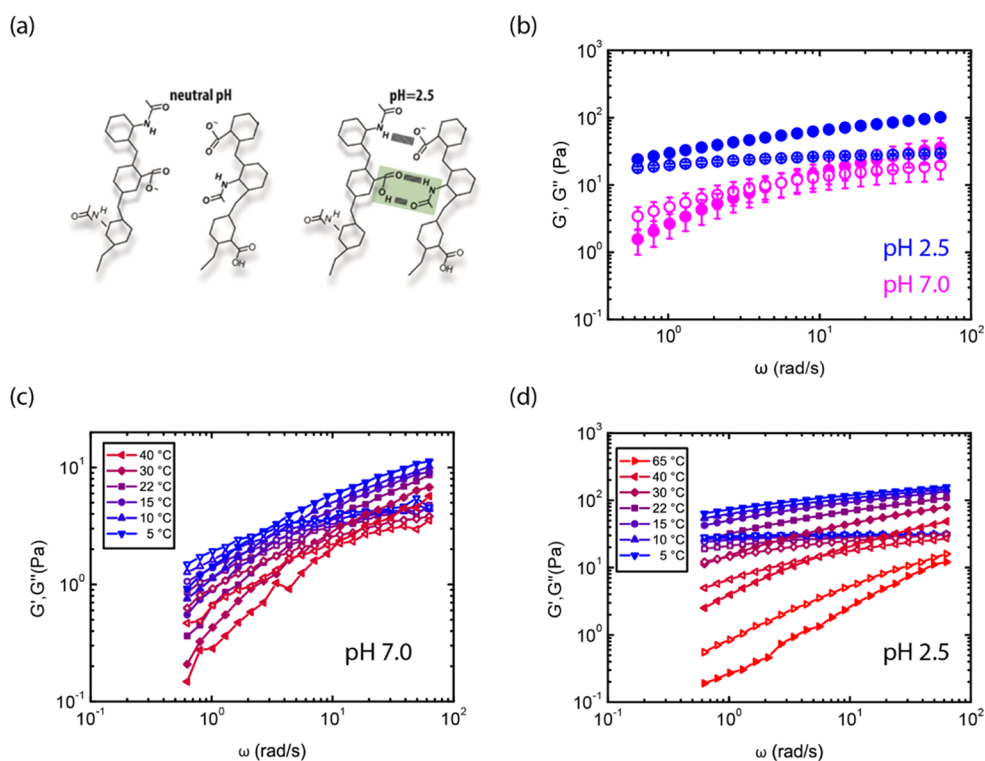 (a)
neutral pH
pH=2.5
O
N
H
O⁻
O
O
O⁻
H
N
O
O
N
H
O
OH
O
N
H
O⁻
O
O
O
H
H
N
O
O
N
H
O
OH
(b)
10³
10²
10¹
10⁰
10⁻¹
G', G" (Pa)
pH 2.5
pH 7.0
10⁰
10¹
10²
ω (rad/s)
(c)
10¹
10⁰
10⁻¹
G',G"(Pa)
40 °C
30 °C
22 °C
15 °C
10 °C
5 °C
pH 7.0
10⁻¹
10⁰
10¹
10²
ω (rad/s)
(d)
10³
10²
10¹
10⁰
10⁻¹
G',G"(Pa)
65 °C
40 °C
30 °C
22 °C
15 °C
10 °C
5 °C
pH 2.5
10⁻¹
10⁰
10¹
10²
ω (rad/s)